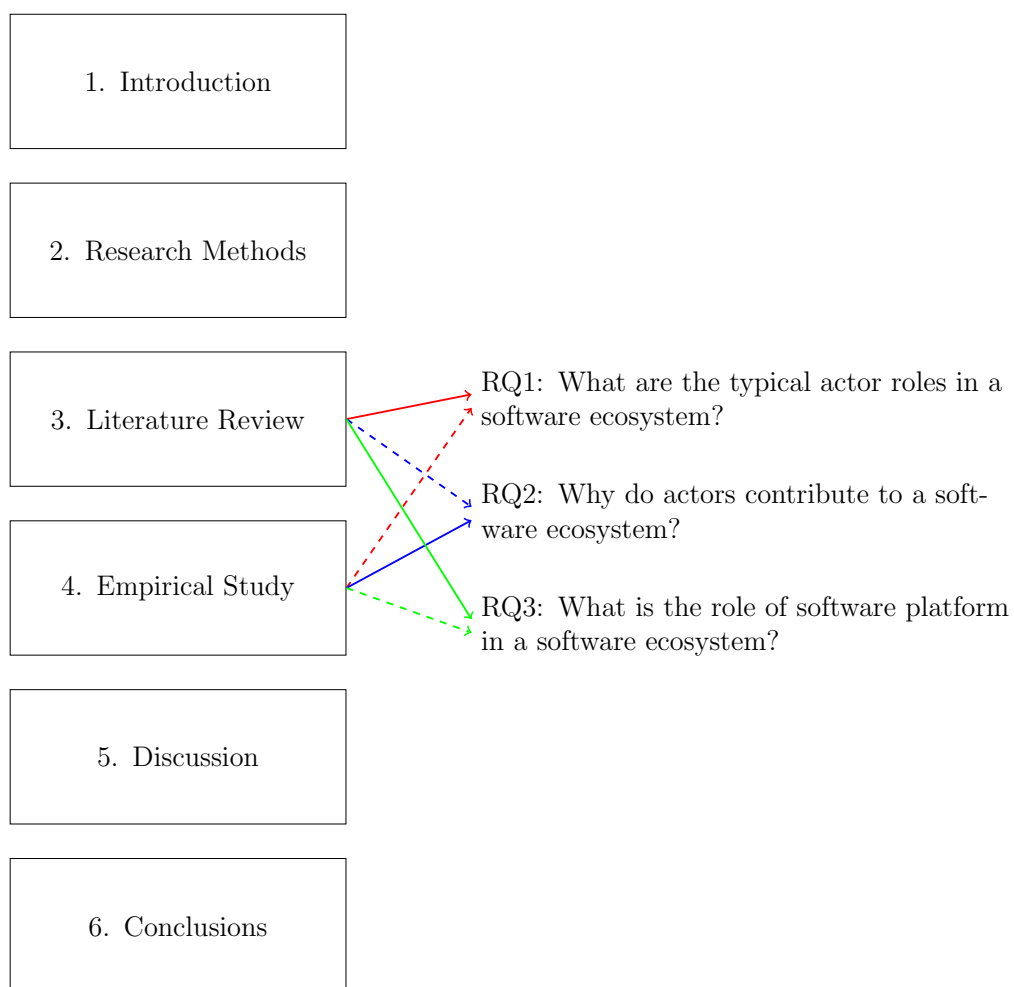 1. Introduction
2. Research Methods
3. Literature Review
RQ1: What are the typical actor roles in a
software ecosystem?
RQ2: Why do actors contribute to a soft-
ware ecosystem?
4. Empirical Study
RQ3: What is the role of software platform
in a software ecosystem?
5. Discussion
6. Conclusions